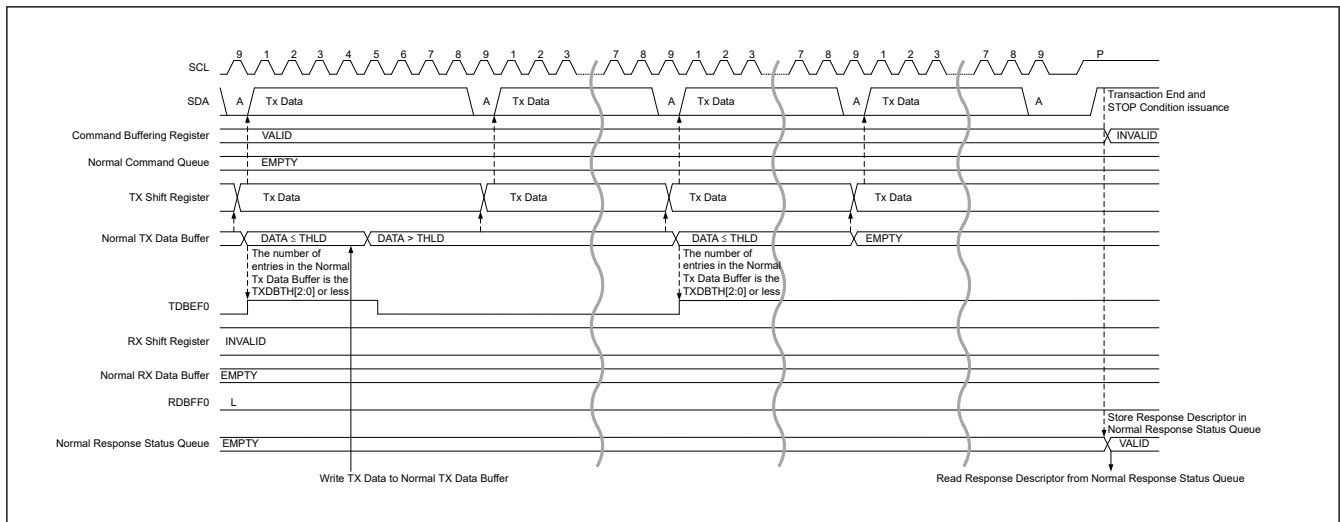 9 1 2 3 4 5 6 7 8 9 1 2 3 7 8 9 1 2 3 7 8 9 1 2 3 7 8 9 P
SCL
SDA A Tx Data A Tx Data A Tx Data A Tx Data A Transaction End and
STOP Condition issuance
Command Buffering Register VALID INVALID
Normal Command Queue EMPTY
TX Shift Register Tx Data Tx Data Tx Data Tx Data
Normal TX Data Buffer DATA ≤ THLD DATA > THLD DATA ≤ THLD EMPTY
The number of
entries in the Normal
Tx Data Buffer is the
TXDBTH[2:0] or less
The number of
entries in the Normal
Tx Data Buffer is the
TXDBTH[2:0] or less
TDBEF0
RX Shift Register INVALID
Normal RX Data Buffer EMPTY
RDBFF0 L
Store Response Descriptor in
Normal Response Status Queue
Normal Response Status Queue EMPTY VALID
Write TX Data to Normal TX Data Buffer Read Response Descriptor from Normal Response Status Queue